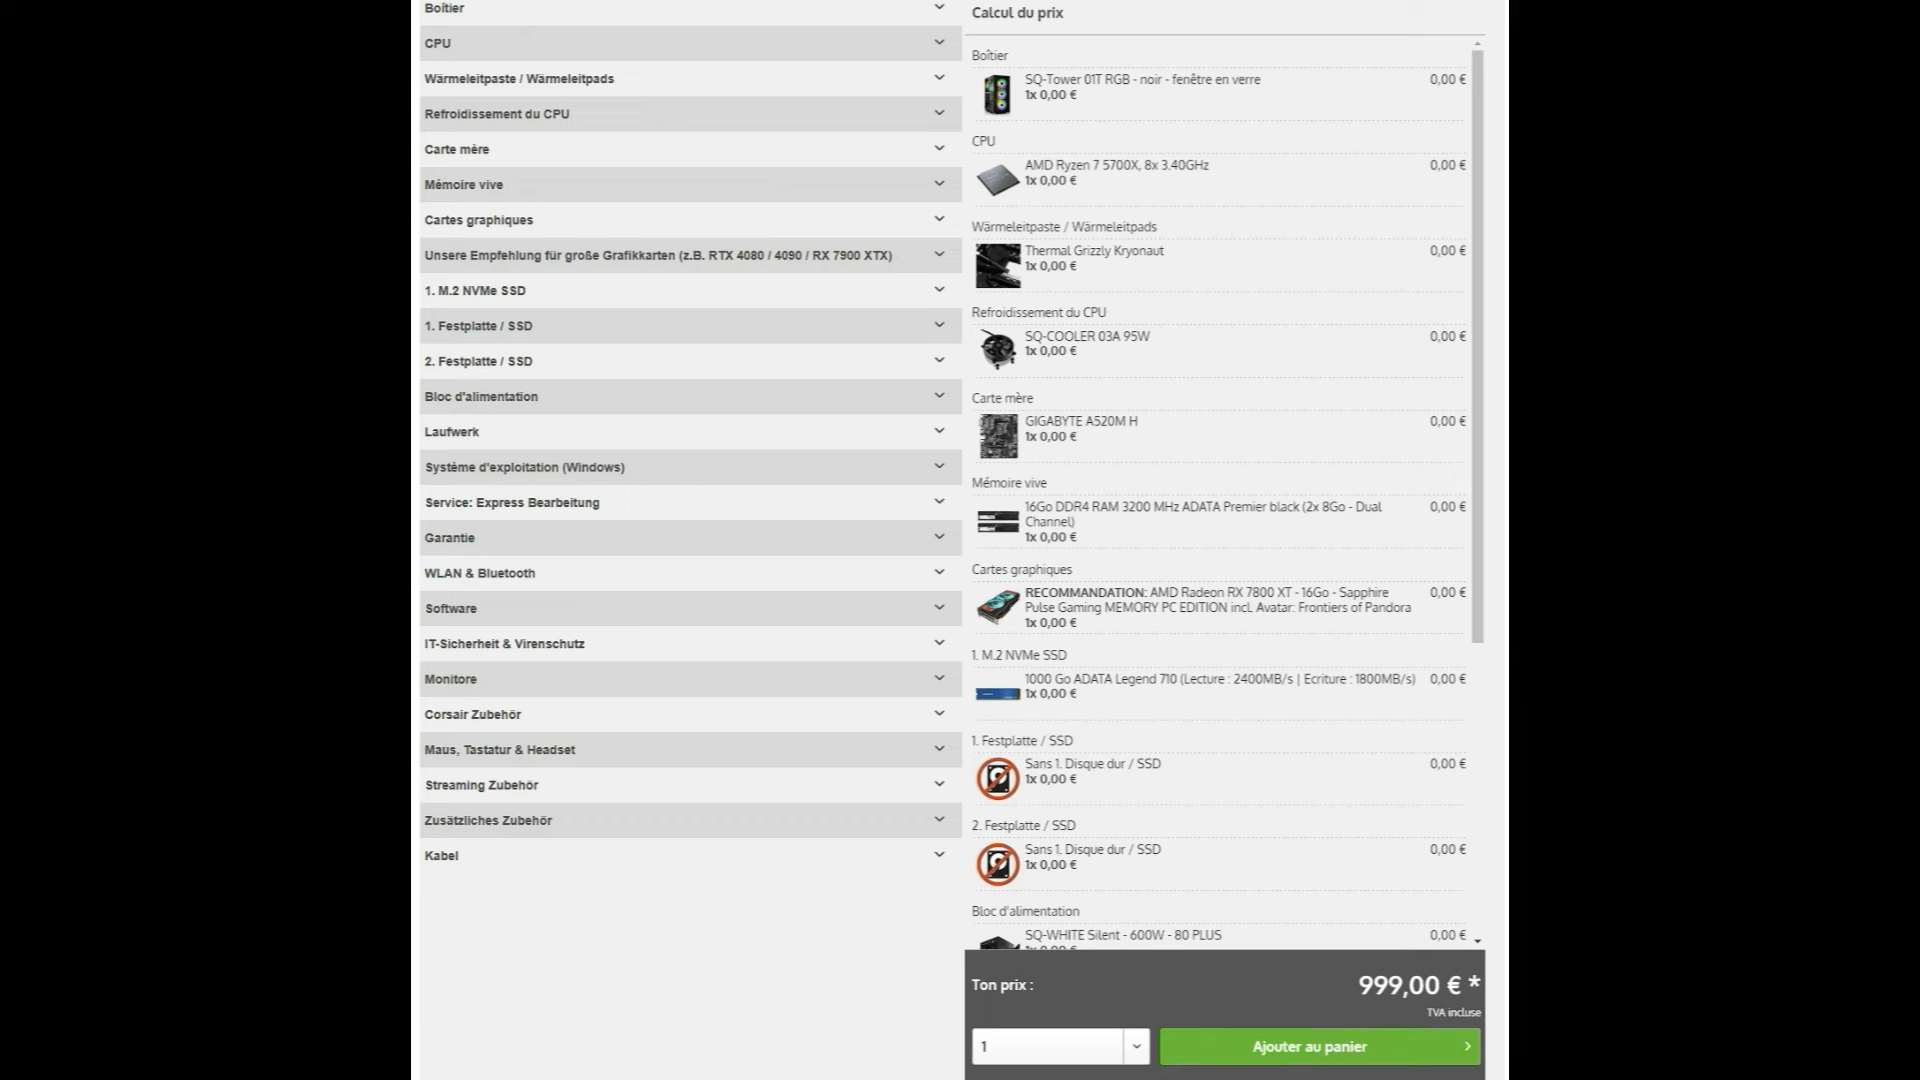 Boîtier
CPU
Wärmeleitpaste / Wärmeleitpads
Refroidissement du CPU
Carte mère
Mémoire vive
Cartes graphiques
Unsere Empfehlung für große Grafikkarten (z.B. RTX 4080 / 4090 / RX 7900 XTX)
1. M.2 NVMe SSD
1. Festplatte / SSD
2. Festplatte / SSD
Bloc d'alimentation
Laufwerk
Système d'exploitation (Windows)
Service: Express Bearbeitung
Garantie
WLAN & Bluetooth
Software
IT-Sicherheit & Virenschutz
Monitore
Corsair Zubehör
Maus, Tastatur & Headset
Streaming Zubehör
Zusätzliches Zubehör
Kabel
Calcul du prix
Boîtier
SQ-Tower 01T RGB - noir - fenêtre en verre 0,00 €
1x 0,00 €
CPU
AMD Ryzen 7 5700X, 8x 3.40GHz 0,00 €
1x 0,00 €
Wärmeleitpaste / Wärmeleitpads
Thermal Grizzly Kryonaut 0,00 €
1x 0,00 €
Refroidissement du CPU
SQ-COOLER 03A 95W 0,00 €
1x 0,00 €
Carte mère
GIGABYTE A520M H 0,00 €
1x 0,00 €
Mémoire vive
16Go DDR4 RAM 3200 MHz ADATA Premier black (2x 8Go - Dual 0,00 €
Channel)
1x 0,00 €
Cartes graphiques
RECOMMANDATION: AMD Radeon RX 7800 XT - 16Go - Sapphire 0,00 €
Pulse Gaming MEMORY PC EDITION incl. Avatar: Frontiers of Pandora
1x 0,00 €
1. M.2 NVMe SSD
1000 Go ADATA Legend 710 (Lecture : 2400MB/s | Ecriture : 1800MB/s) 0,00 €
1x 0,00 €
1. Festplatte / SSD
Sans 1. Disque dur / SSD 0,00 €
1x 0,00 €
2. Festplatte / SSD
Sans 1. Disque dur / SSD 0,00 €
1x 0,00 €
Bloc d'alimentation
SQ-WHITE Silent - 600W - 80 PLUS 0,00 €
1x 0,00 €
Ton prix : 999,00 € *
TVA incluse
1
Ajouter au panier